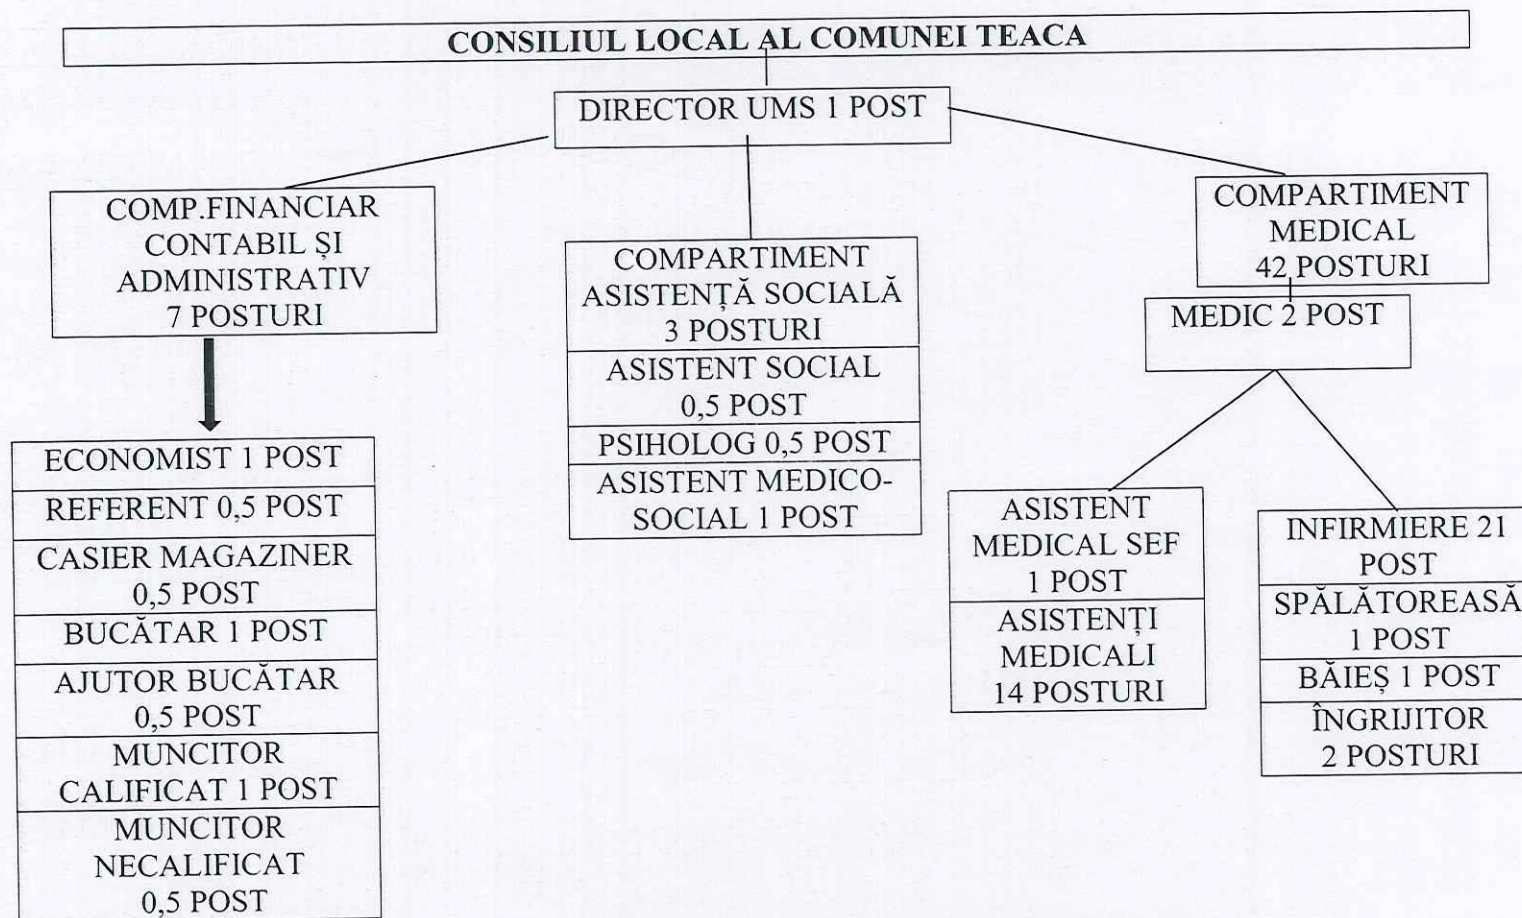 CONSILIUL LOCAL AL COMUNEI TEACA
DIRECTOR UMS 1 POST
COMP.FINANCIAR
CONTABIL ȘI
ADMINISTRATIV
7 POSTURI
ECONOMIST 1 POST
REFERENT 0,5 POST
CASIER MAGAZINER
0,5 POST
BUCĂTAR 1 POST
AJUTOR BUCĂTAR
0,5 POST
MUNCITOR
CALIFICAT 1 POST
MUNCITOR
NECALIFICAT
0,5 POST
COMPARTIMENT
ASISTENȚĂ SOCIALĂ
3 POSTURI
ASISTENT SOCIAL
0,5 POST
PSIHOLOG 0,5 POST
ASISTENT MEDICO-
SOCIAL 1 POST
COMPARTIMENT
MEDICAL
42 POSTURI
MEDIC 2 POST
ASISTENT
MEDICAL SEF
1 POST
ASISTENȚI
MEDICALI
14 POSTURI
INFIRMIERE 21
POST
SPĂLĂTOREASĂ
1 POST
BĂIEȘ 1 POST
ÎNGRIJITOR
2 POSTURI